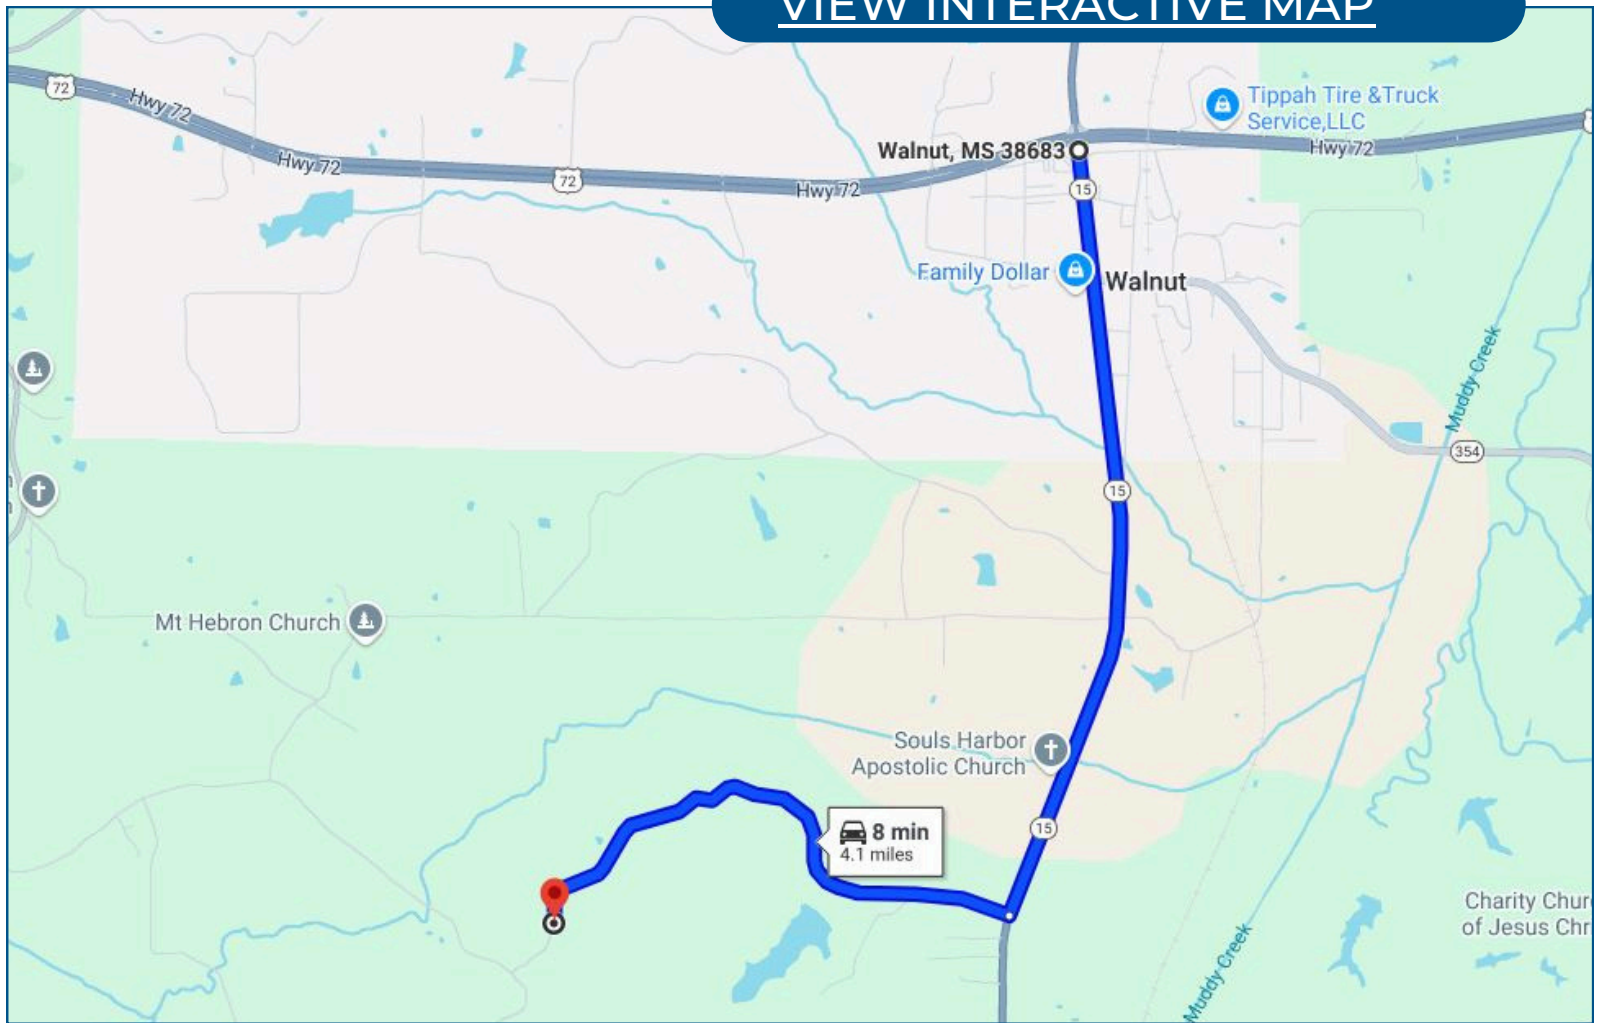 VIEW INTERACTIVE MAP
72
Hwy 72
Hwy 72
72
Hwy 72
Walnut, MS 38683
15
Tippah Tire &Truck
Service,LLC
Hwy 72
Family Dollar
Walnut
Muddy Creek
354
15
Mt Hebron Church
Souls Harbor
Apostolic Church
15
8 min
4.1 miles
Charity Chur
of Jesus Chr
Muddy Creek